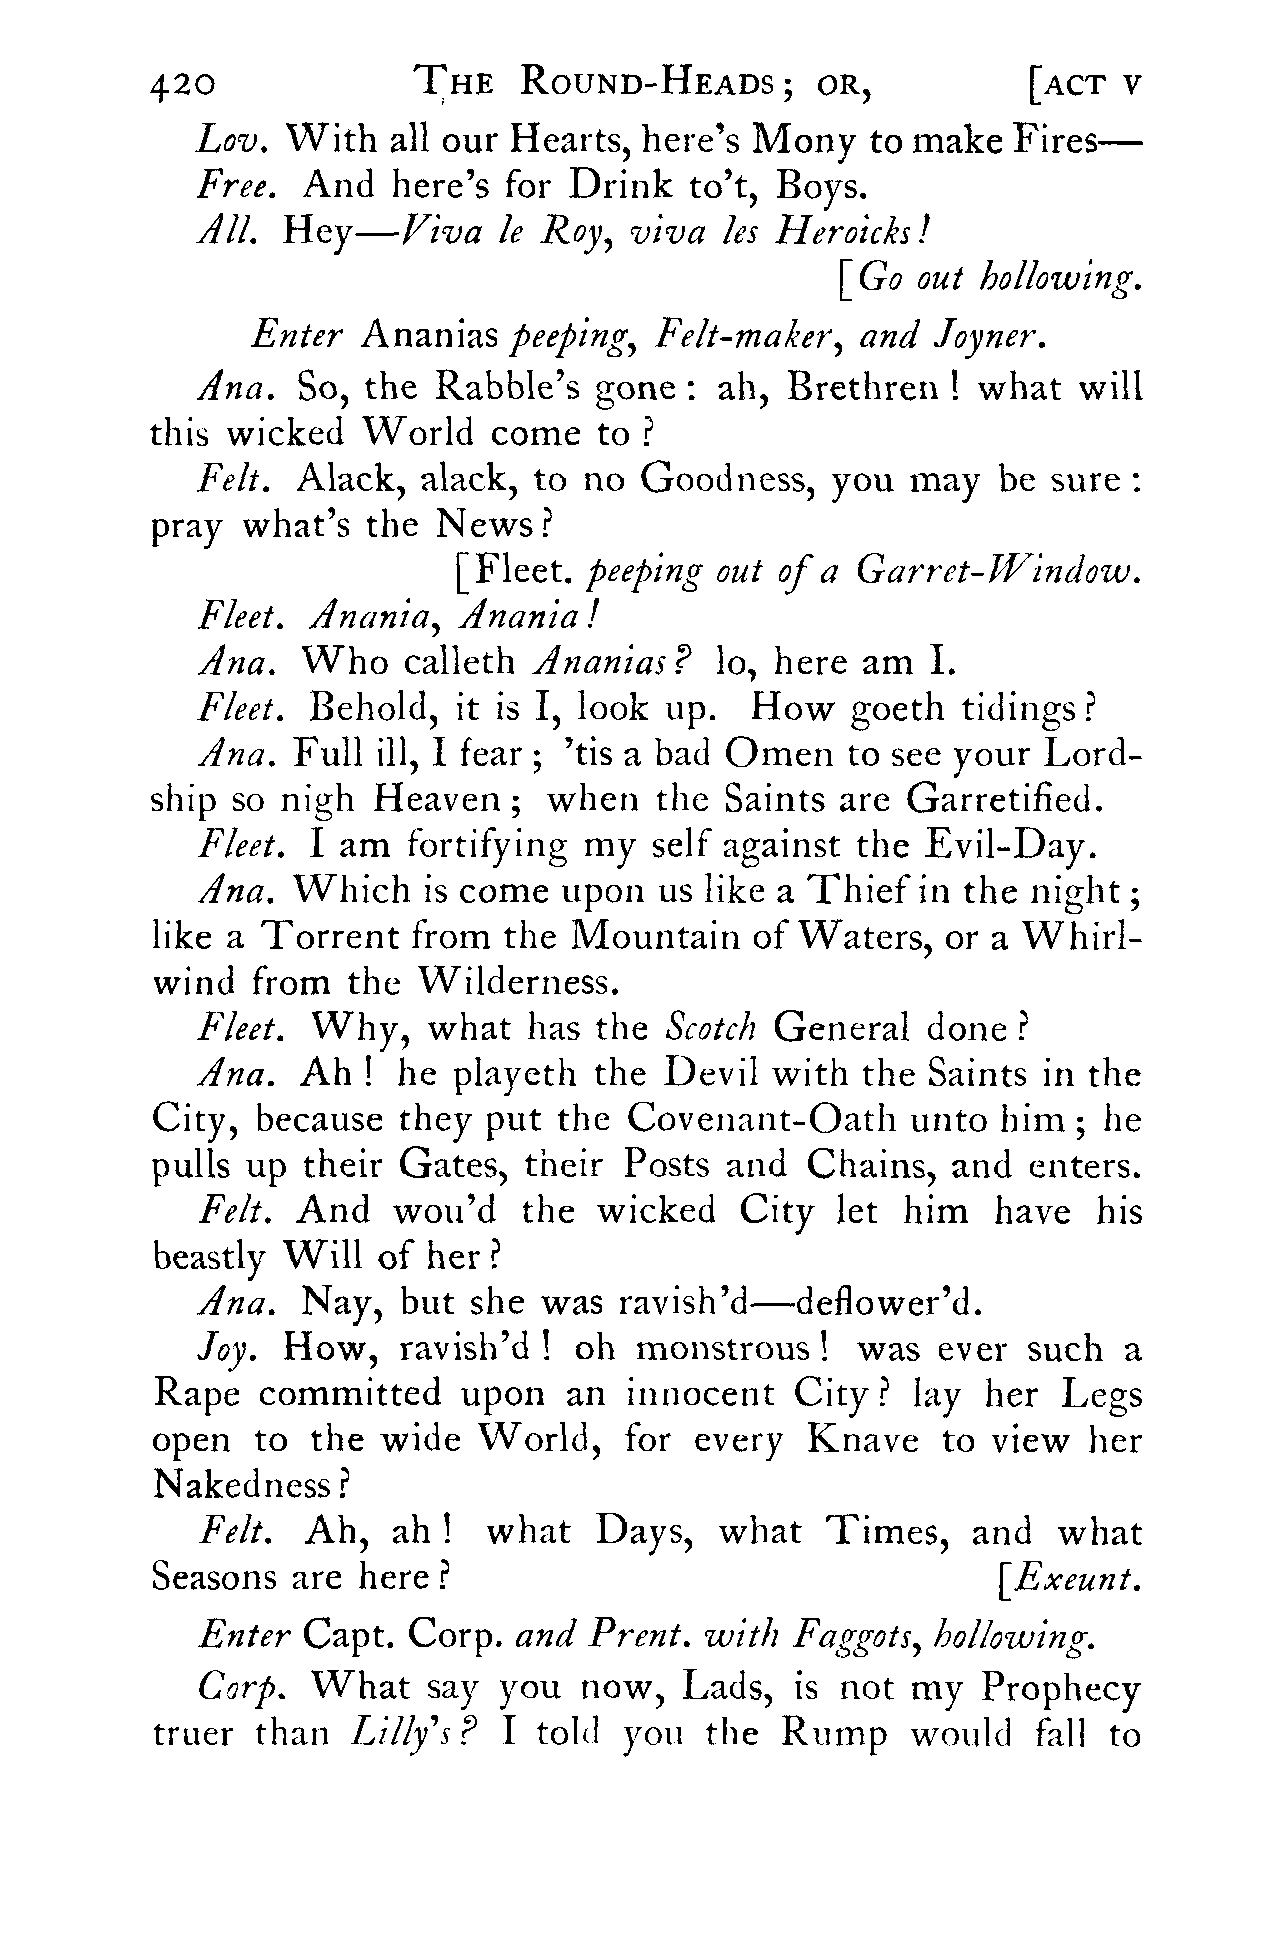 420 The Round-Heads; or, [ACT V
Lov. With all our Hearts, here's Mony to make Fires—
Free. And here's for Drink to't, Boys.
All. Hey—Viva le Roy, viva les Heroicks!
[Go out hollowing.
Enter Ananias peeping, Felt-maker, and Joyner.
Ana. So, the Rabble's gone: ah, Brethren! what will
this wicked World come to?
Felt. Alack, alack, to no Goodness, you may be sure:
pray what's the News?
[Fleet. peeping out of a Garret-Window.
Fleet. Anania, Anania!
Ana. Who calleth Ananias? lo, here am I.
Fleet. Behold, it is I, look up. How goeth tidings?
Ana. Full ill, I fear; 'tis a bad Omen to see your Lord-
ship so nigh Heaven; when the Saints are Garretified.
Fleet. I am fortifying my self against the Evil-Day.
Ana. Which is come upon us like a Thief in the night;
like a Torrent from the Mountain of Waters, or a Whirl-
wind from the Wilderness.
Fleet. Why, what has the Scotch General done?
Ana. Ah! he playeth the Devil with the Saints in the
City, because they put the Covenant-Oath unto him; he
pulls up their Gates, their Posts and Chains, and enters.
Felt. And wou'd the wicked City let him have his
beastly Will of her?
Ana. Nay, but she was ravish'd—deflower'd.
Joy. How, ravish'd! oh monstrous! was ever such a
Rape committed upon an innocent City? lay her Legs
open to the wide World, for every Knave to view her
Nakedness?
Felt. Ah, ah! what Days, what Times, and what
Seasons are here? [Exeunt.
Enter Capt. Corp. and Prent. with Faggots, hollowing.
Corp. What say you now, Lads, is not my Prophecy
truer than Lilly's? I told you the Rump would fall to